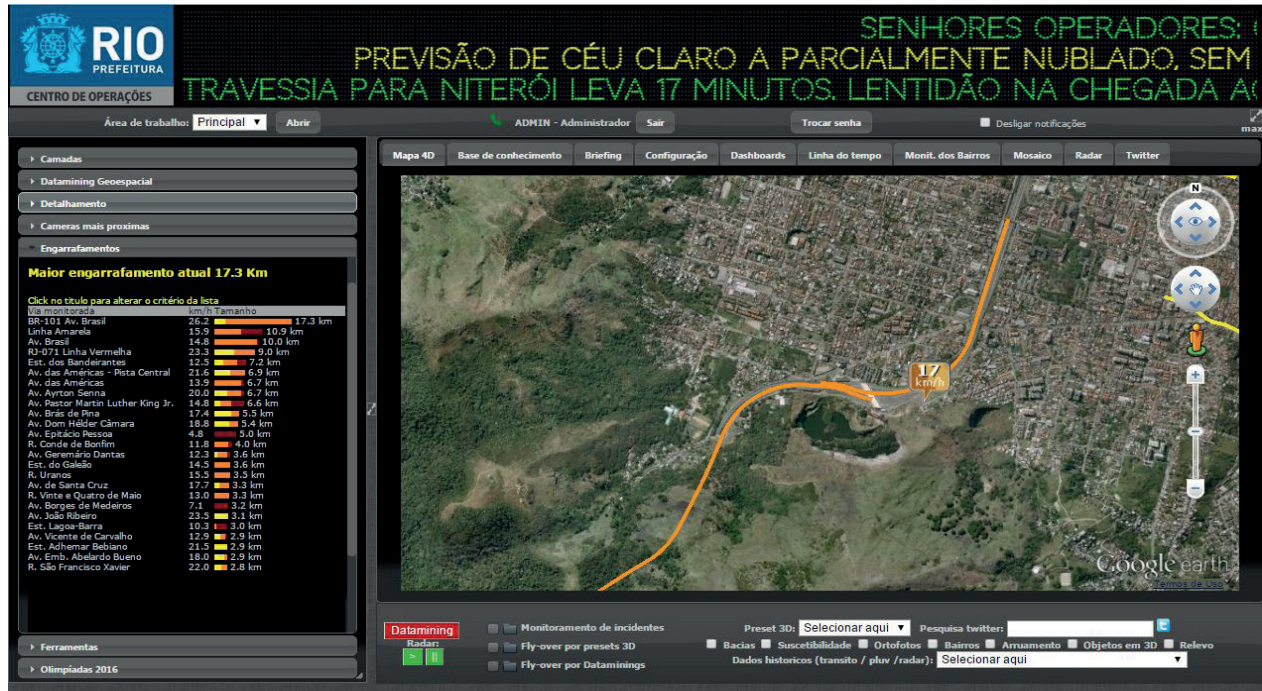 RIO
PREFEITURA
CENTRO DE OPERAÇÕES
SENHORES OPERADORES:
PREVISÃO DE CÉU CLARO A PARCIALMENTE NUBLADO, SEM
TRAVESSIA PARA NITERÓI LEVA 17 MINUTOS. LENTIDÃO NA CHEGADA
Área de trabalho: Principal Abrir ADMIN - Administrador Sair Trocar senha Desligar notificações max
Camadas
Datamining Geoespacial
Detalhamento
Cameras mais proximas
Engarrafamentos
Maior engarrafamento atual 17.3 Km
Click no titulo para alterar o critério da lista
Via monitorada km/h Tamanho
BR-101 Av. Brasil 26.2 17.3 km
Linha Amarela 15.9 10.9 km
Av. Brasil 14.8 10.0 km
RJ-071 Linha Vermelha 23.3 9.0 km
Est. dos Bandeirantes 12.5 7.2 km
Av. das Américas - Pista Central 21.6 6.9 km
Av. das Américas 13.9 6.7 km
Av. Ayrton Senna 20.0 6.7 km
Av. Pastor Martin Luther King Jr. 14.8 6.6 km
Av. Brás de Pina 17.4 5.5 km
Av. Dom Hélder Câmara 18.8 5.4 km
Av. Epitácio Pessoa 4.8 5.0 km
R. Conde de Bonfim 11.8 4.0 km
Av. Geremário Dantas 12.3 3.6 km
Est. do Galeão 14.5 3.6 km
R. Uranos 15.5 3.5 km
Av. de Santa Cruz 17.7 3.3 km
R. Vinte e Quatro de Maio 13.0 3.3 km
Av. Borges de Medeiros 7.1 3.2 km
Av. João Ribeiro 23.5 3.1 km
Est. Lagoa-Barra 10.3 3.0 km
Av. Vicente de Carvalho 12.9 2.9 km
Est. Adhemar Bebiano 21.5 2.9 km
Av. Emb. Abelardo Bueno 18.0 2.9 km
R. São Francisco Xavier 22.0 2.8 km
Ferramentas
Olimpíadas 2016
Mapa 4D Base de conhecimento Briefing Configuração Dashboards Linha do tempo Monit. dos Bairros Mosaico Radar Twitter
N
17
km/h
Google earth
Termos de Uso
Datamining
Radar:
> ||
Monitoramento de incidentes
Fly-over por presets 3D
Fly-over por Dataminings
Preset 3D: Selecionar aqui Pesquisa twitter:
Bacias Suscetibilidade Ortofotos Bairros Arruamento Objetos em 3D Relevo
Dados historicos (transito / pluv /radar): Selecionar aqui